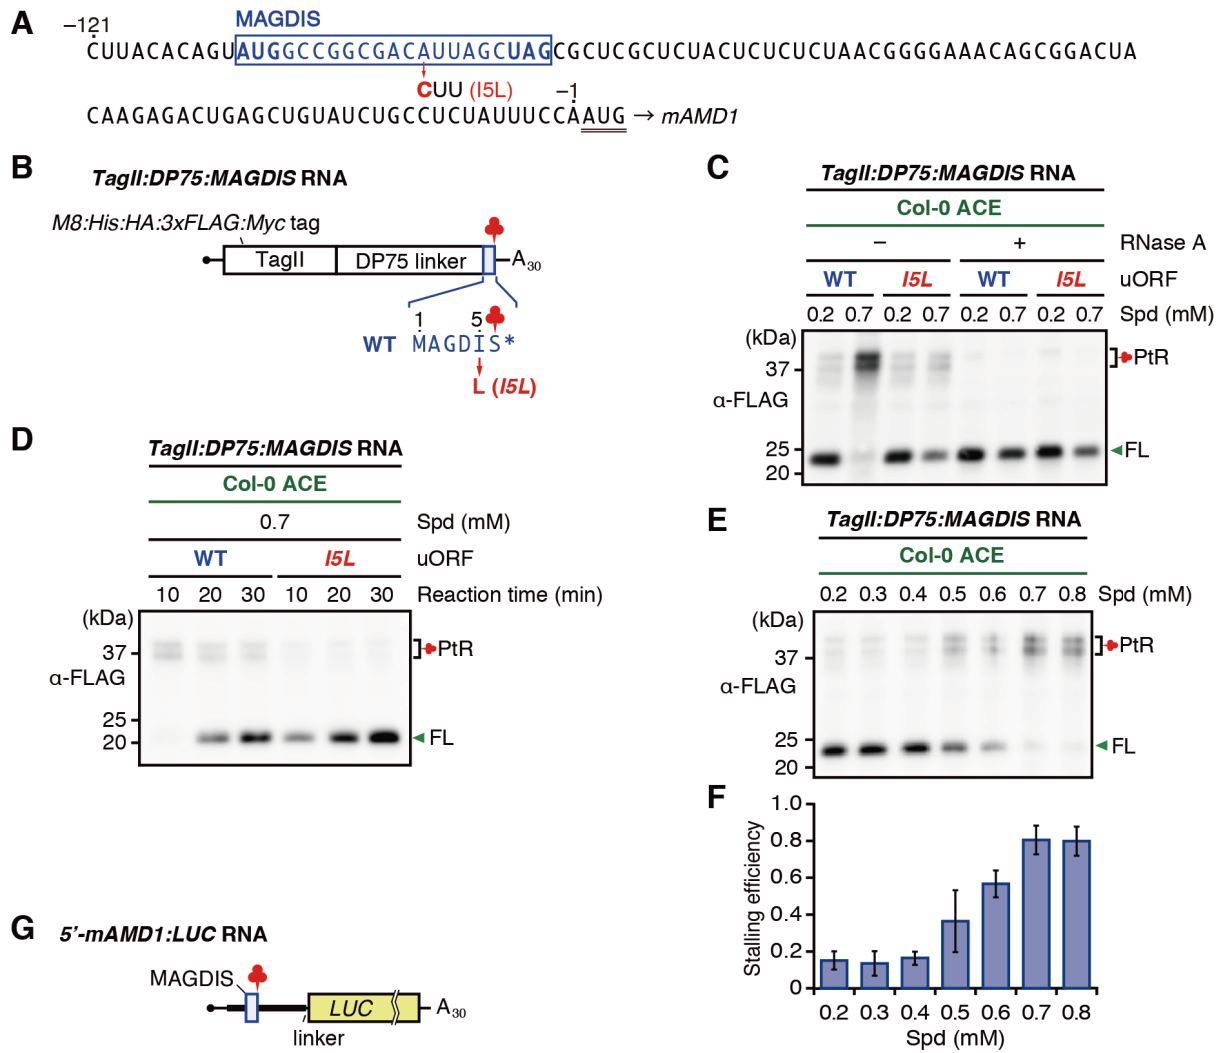 A
−121
MAGDIS
CUUACACAGUAUGGCCGGCGACAUUAGCUAGCGCUCGCUCUACUCUCUCUAACGGGGAAACAGCGGACUA
CUU (I5L)
−1
CAAGAGACUGAGCUGUAUCUGCCUCUAUUUCCAAUG → mAMD1
B
TagII:DP75:MAGDIS RNA
M8:His:HA:3xFLAG:Myc tag
TagII DP75 linker A30
1 5
WT MAGDIS*
L (I5L)
C
TagII:DP75:MAGDIS RNA
Col-0 ACE
− + RNase A
WT I5L WT I5L uORF
0.2 0.7 0.2 0.7 0.2 0.7 0.2 0.7 Spd (mM)
(kDa)
37
PtR
α-FLAG
25
FL
20
D
TagII:DP75:MAGDIS RNA
Col-0 ACE
0.7 Spd (mM)
WT I5L uORF
10 20 30 10 20 30 Reaction time (min)
(kDa)
37
PtR
α-FLAG
25
20
FL
E
TagII:DP75:MAGDIS RNA
Col-0 ACE
0.2 0.3 0.4 0.5 0.6 0.7 0.8 Spd (mM)
(kDa)
37
PtR
α-FLAG
25
FL
20
F
Stalling efficiency
1.0
0.8
0.6
0.4
0.2
0
0.2 0.3 0.4 0.5 0.6 0.7 0.8
Spd (mM)
G
5’-mAMD1:LUC RNA
MAGDIS
LUC A30
linker